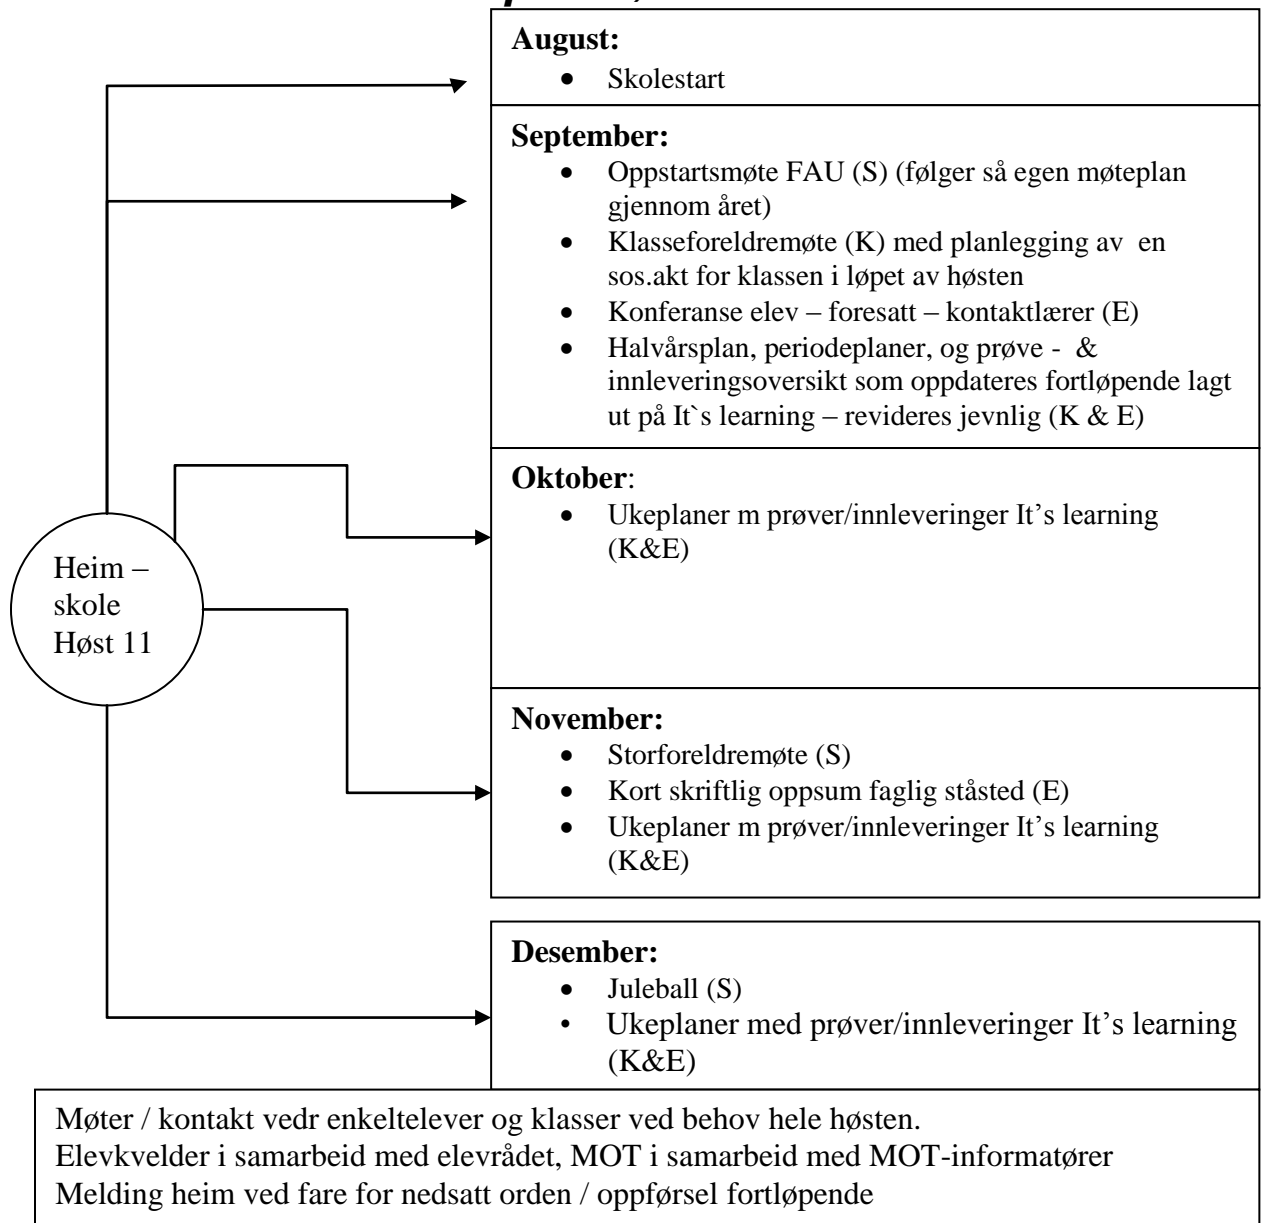 August:
• Skolestart
September:
• Oppstartsmøte FAU (S) (følger så egen møteplan
gjennom året)
• Klasseforeldremøte (K) med planlegging av en
sos.akt for klassen i løpet av høsten
• Konferanse elev – foresatt – kontaktlærer (E)
• Halvårsplan, periodeplaner, og prøve - &
innleveringsoversikt som oppdateres fortløpende lagt
ut på It`s learning – revideres jevnlig (K & E)
Oktober:
• Ukeplaner m prøver/innleveringer It’s learning
(K&E)
Heim –
skole
Høst 11
November:
• Storforeldremøte (S)
• Kort skriftlig oppsum faglig ståsted (E)
• Ukeplaner m prøver/innleveringer It’s learning
(K&E)
Desember:
• Juleball (S)
• Ukeplaner med prøver/innleveringer It’s learning
(K&E)
Møter / kontakt vedr enkeltelever og klasser ved behov hele høsten.
Elevkvelder i samarbeid med elevrådet, MOT i samarbeid med MOT-informatører
Melding heim ved fare for nedsatt orden / oppførsel fortløpende